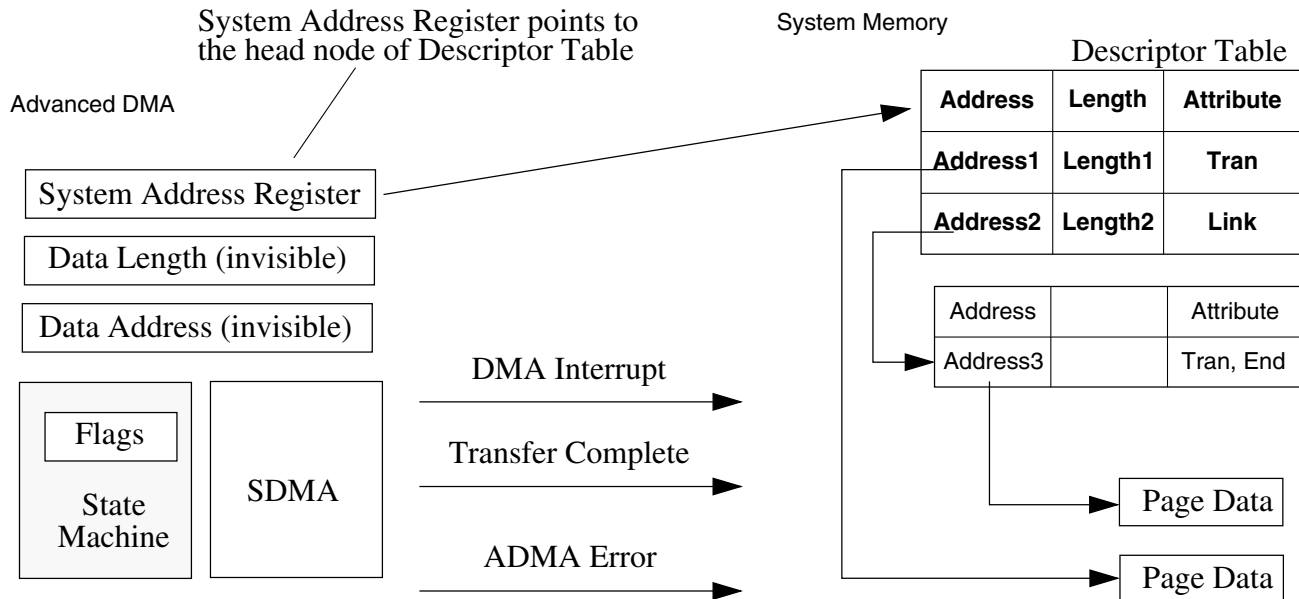 System Address Register points to
the head node of Descriptor Table
System Memory
Descriptor Table
Advanced DMA
Address Length Attribute
Address1 Length1 Tran
Address2 Length2 Link
System Address Register
Data Length (invisible)
Data Address (invisible)
Address Attribute
Address3 Tran, End
Flags
State
Machine
SDMA
DMA Interrupt
Transfer Complete
ADMA Error
Page Data
Page Data